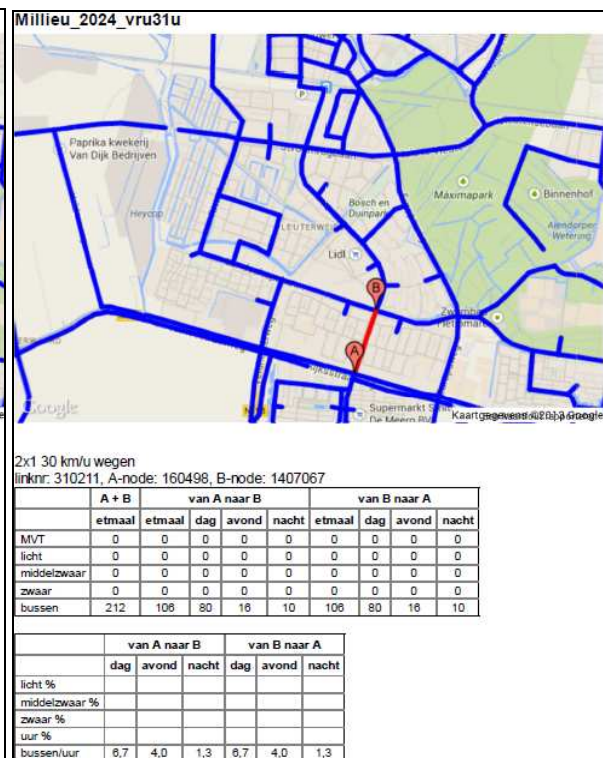 Millieu_2024_vru31u
P
Paprika kwekerij
Van Dijk Bedrijven
Heycop
Bosch en
Duinpark
Maximapark
Binnenhof
Alendorper
Wetering
Lidl
B
A
Supermarkt
De Meern BV
Google
2x1 30 km/u wegen
linknr: 310211, A-node: 160498, B-node: 1407067
A + B van A naar B van B naar A
etmaal etmaal dag avond nacht etmaal dag avond nacht
MVT 0 0 0 0 0 0 0 0 0
licht 0 0 0 0 0 0 0 0 0
middelzwaar 0 0 0 0 0 0 0 0 0
zwaar 0 0 0 0 0 0 0 0 0
bussen 212 106 80 16 10 106 80 16 10
van A naar B van B naar A
dag avond nacht dag avond nacht
licht %
middelzwaar %
zwaar %
uur %
bussen/uur 6,7 4,0 1,3 6,7 4,0 1,3